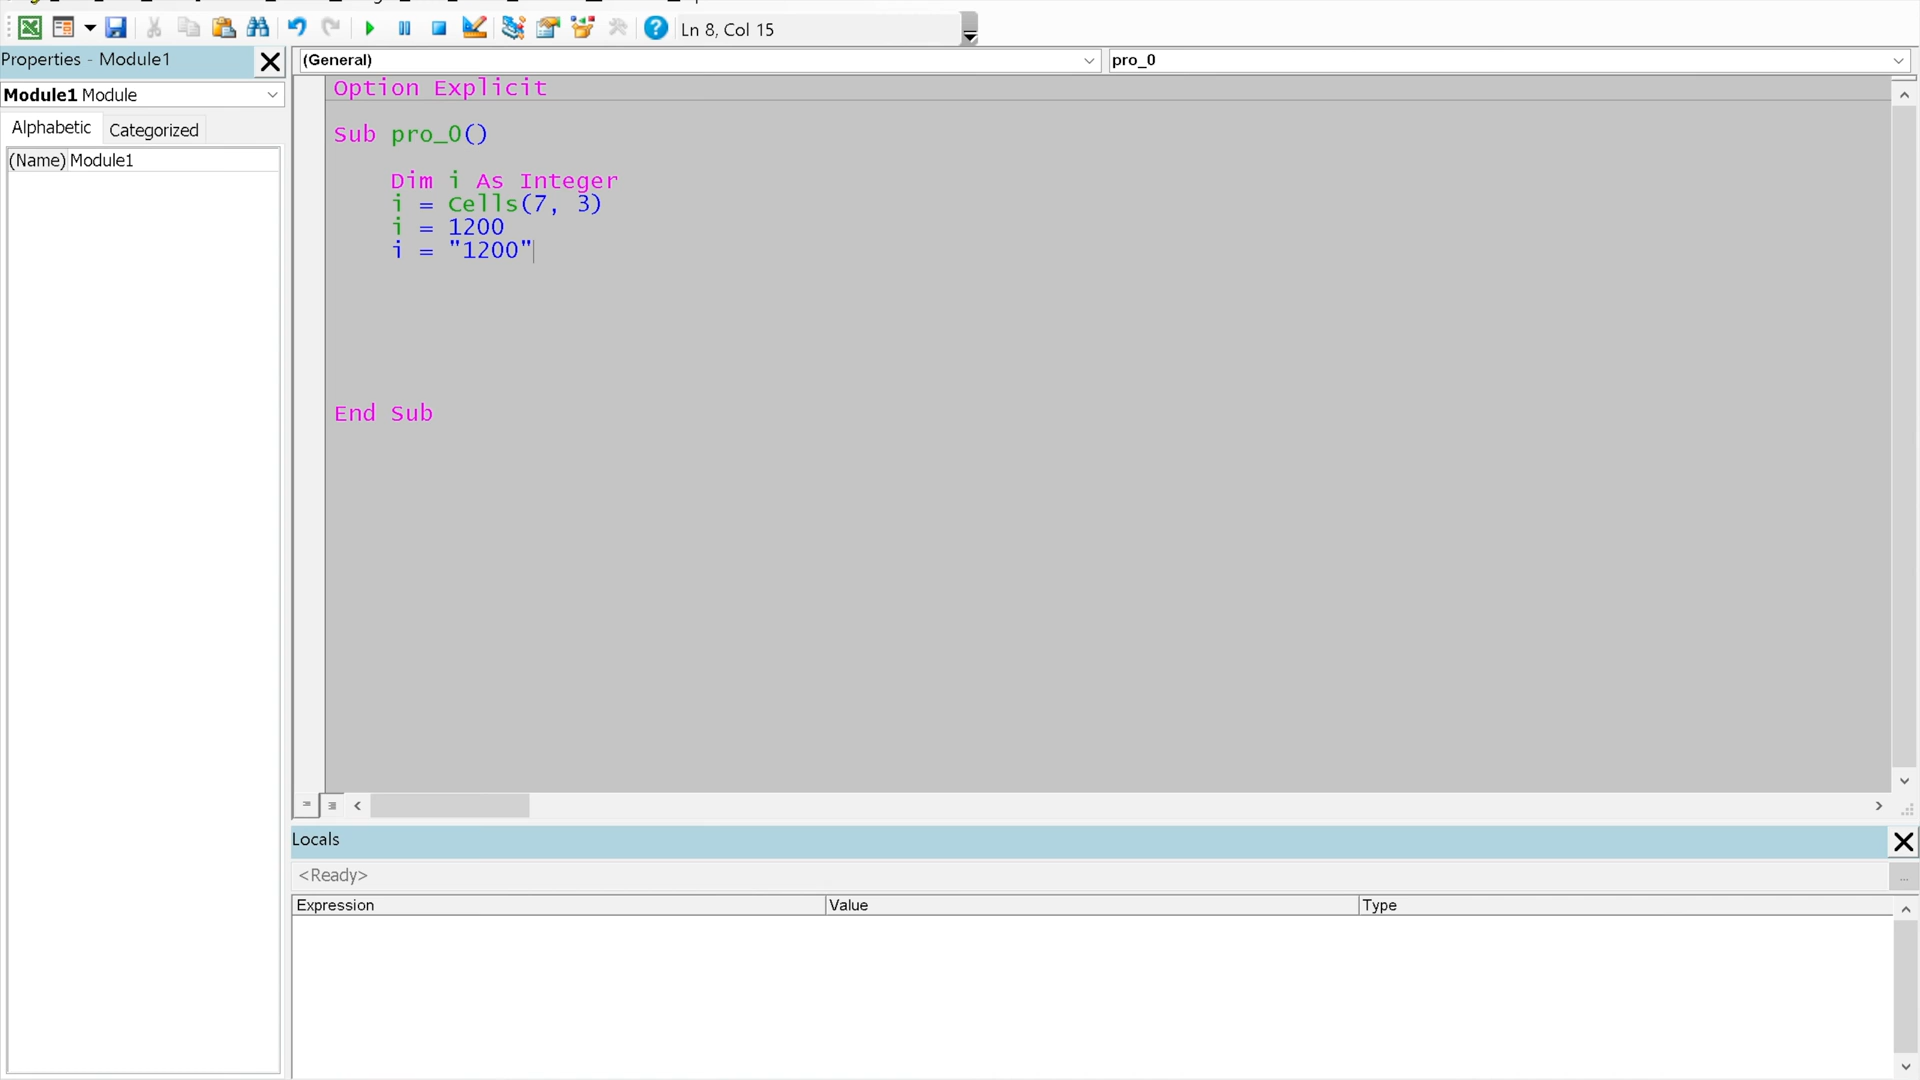 Ln 8, Col 15
Properties - Module1
Module1 Module
Alphabetic
Categorized
(Name) Module1
(General)
pro_0
Option Explicit
Sub pro_0()
Dim i As Integer
i = Cells(7, 3)
i = 1200
i = "1200"
End Sub
Locals
<Ready>
Expression
Value
Type